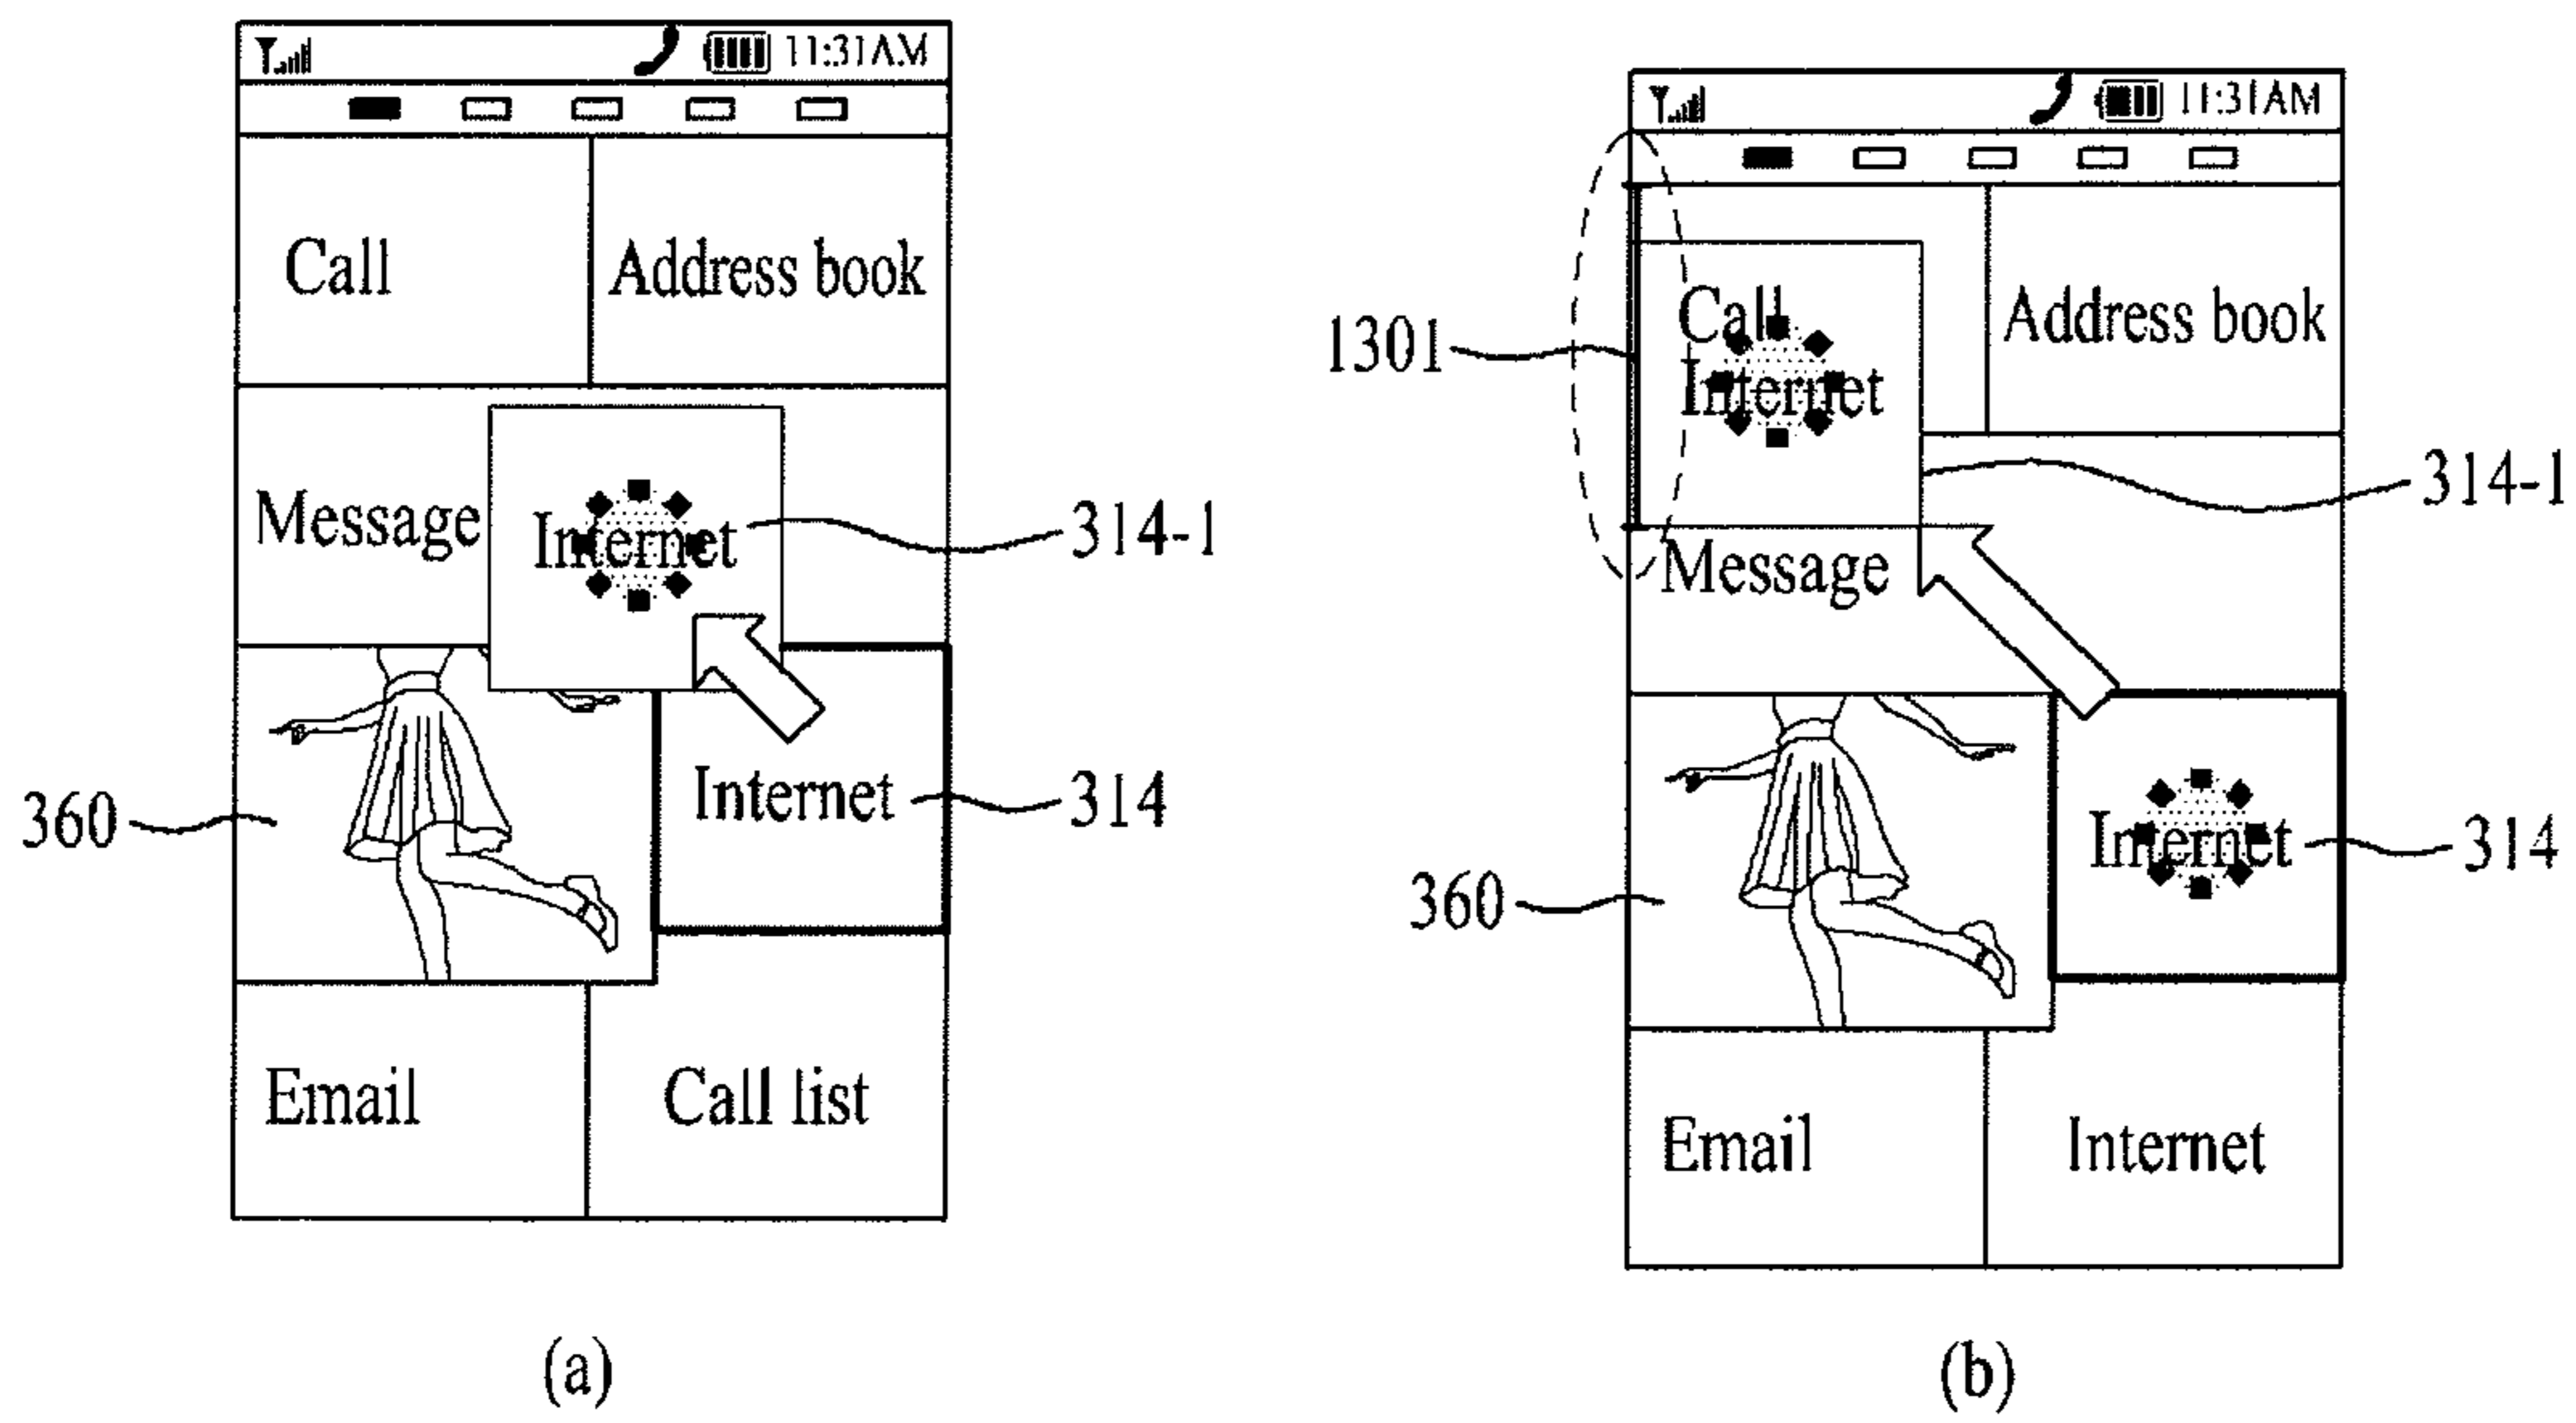 11:31AM
Call
Address book
Message
Internet
314-1
Internet
314
360
Email
Call list
(a)
11:31AM
Call
Internet
Address book
1301
314-1
Message
Internet
314
360
Email
Internet
(b)